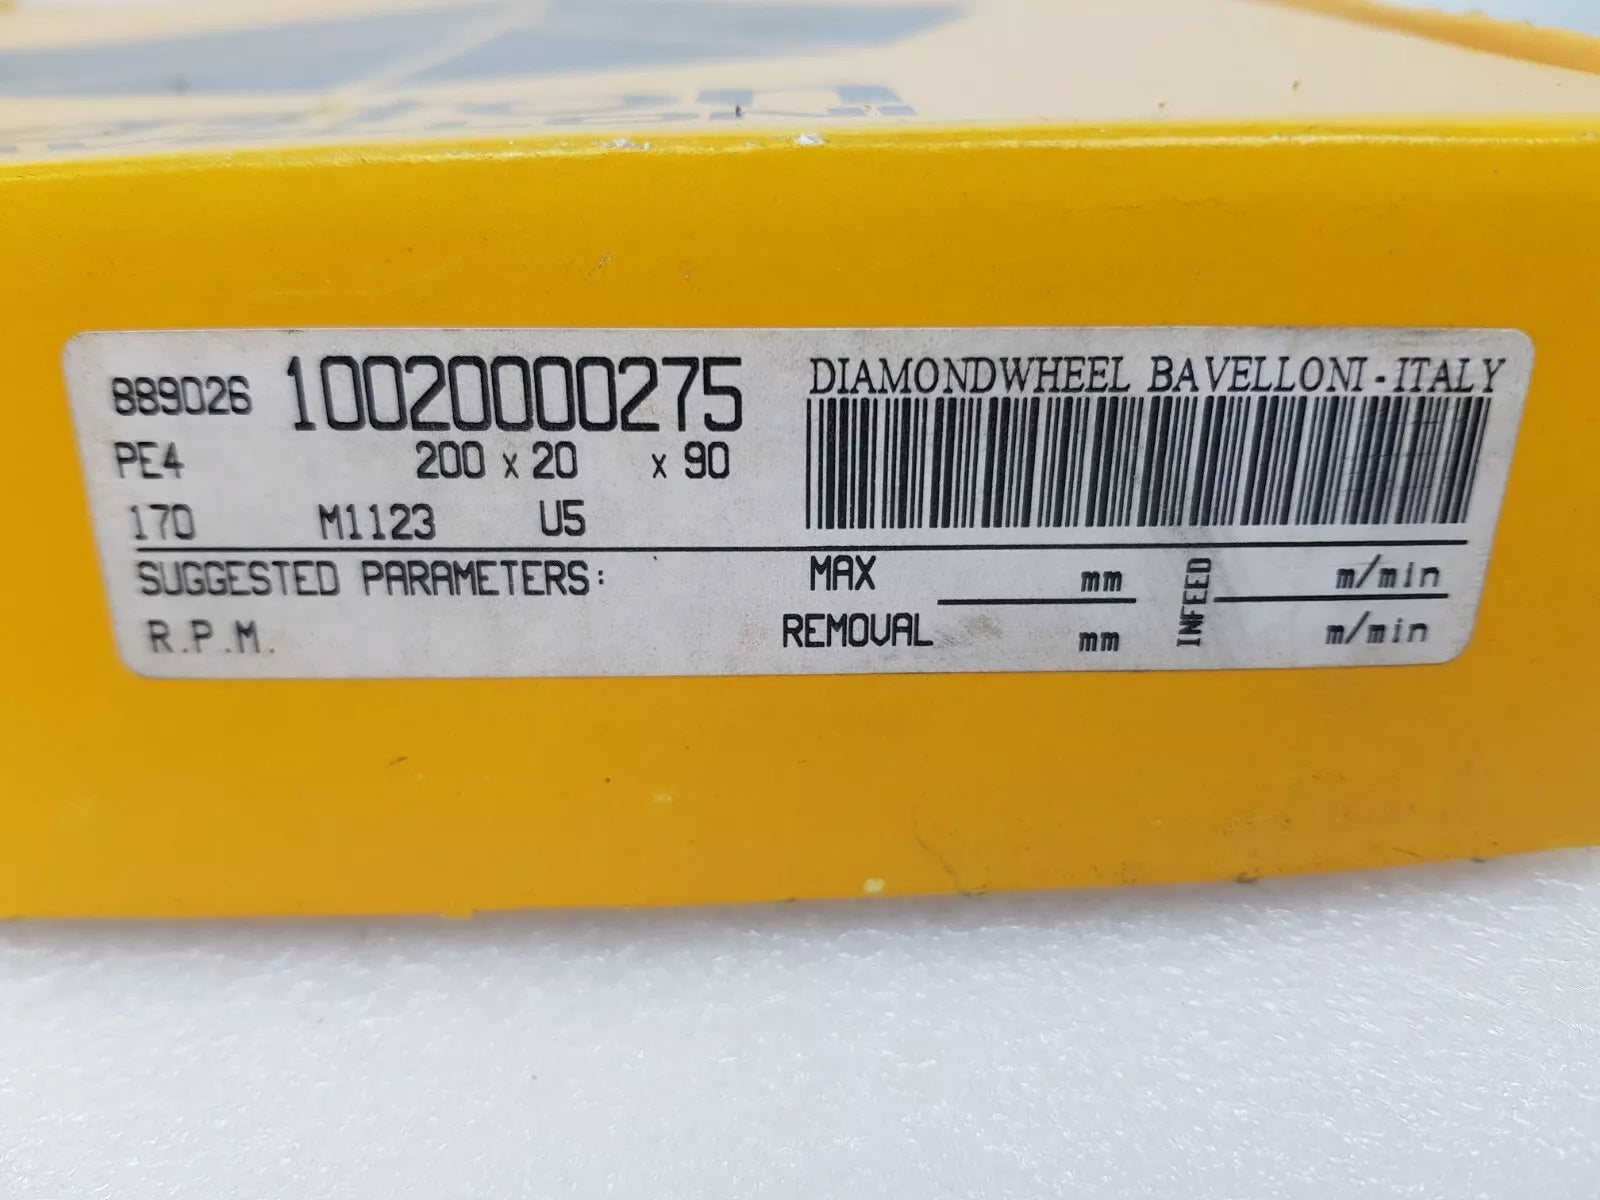 889026 10020000275 DIAMONDWHEEL BAVELLONI - ITALY
PE4 200 x 20 x 90
170 M1123 U5
SUGGESTED PARAMETERS: MAX mm INFEED m/min
R.P.M. REMOVAL mm m/min